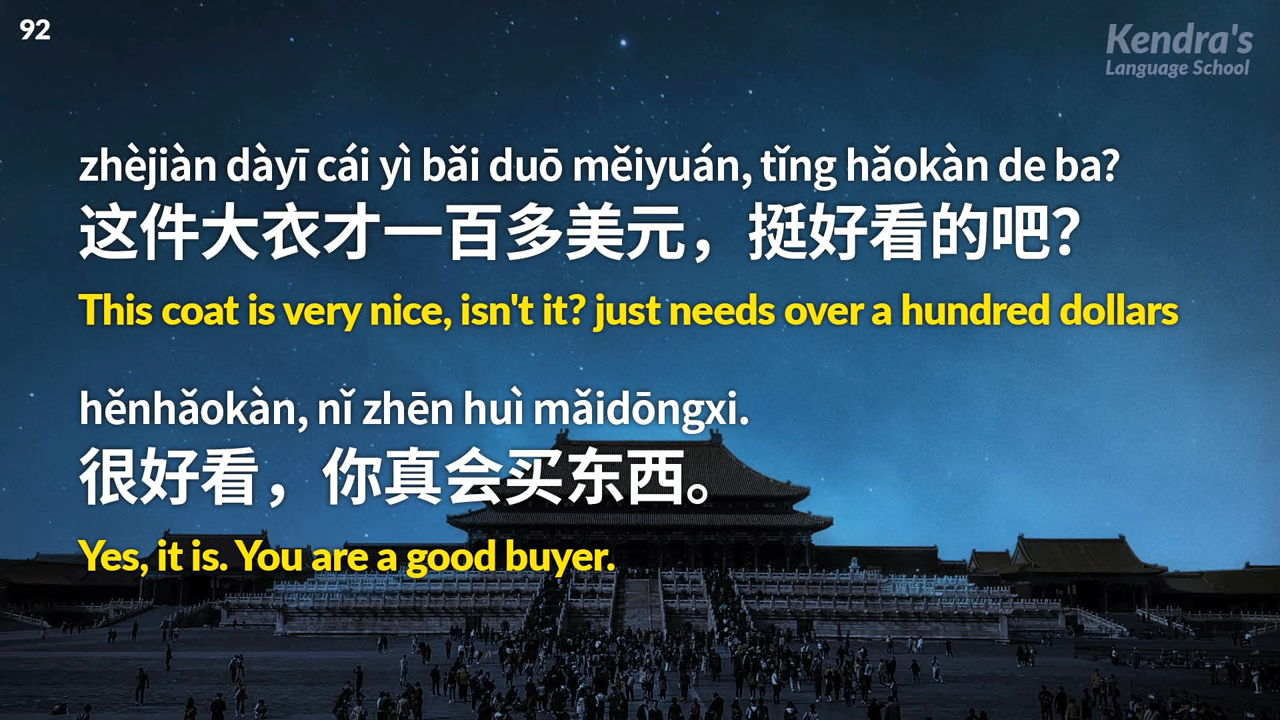 92
Kendra's
Language School
zhèjiàn dàyī cái yì bǎi duō měiyuán, tǐng hǎokàn de ba?
这件大衣才一百多美元，挺好看的吧？
This coat is very nice, isn't it? just needs over a hundred dollars
hěnhǎokàn, nǐ zhēn huì mǎidōngxi.
很好看，你真会买东西。
Yes, it is. You are a good buyer.